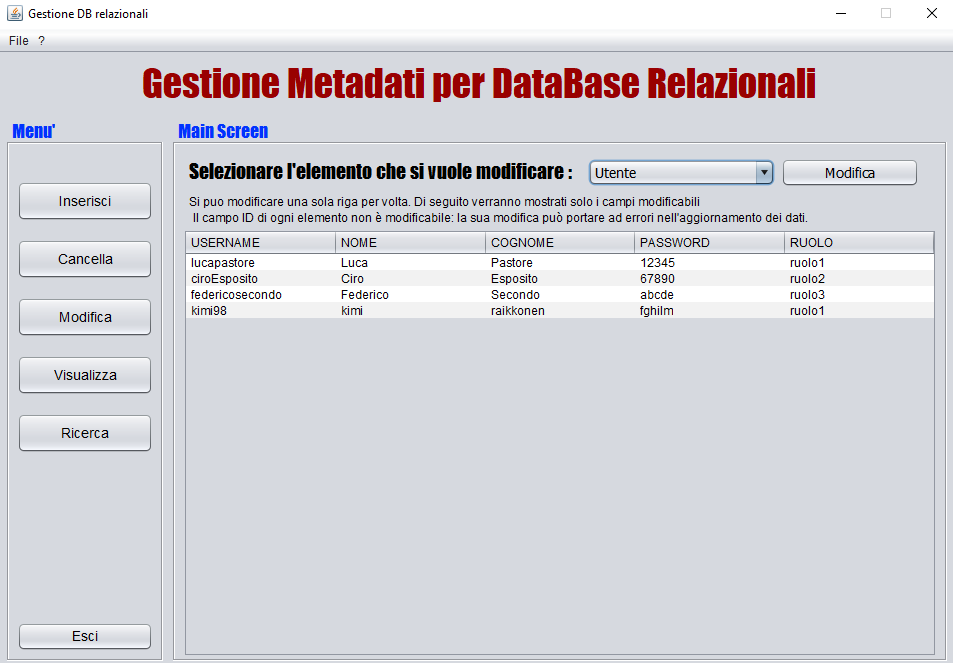 Gestione DB relazionali
File ?
Gestione Metadati per DataBase Relazionali
Menu'
Inserisci
Cancella
Modifica
Visualizza
Ricerca
Esci
Main Screen
Selezionare l'elemento che si vuole modificare : Utente Modifica
Si puo modificare una sola riga per volta. Di seguito verranno mostrati solo i campi modificabili
Il campo ID di ogni elemento non è modificabile: la sua modifica può portare ad errori nell'aggiornamento dei dati.
USERNAME NOME COGNOME PASSWORD RUOLO
lucapastore Luca Pastore 12345 ruolo1
ciroEsposito Ciro Esposito 67890 ruolo2
federicosecondo Federico Secondo abcde ruolo3
kimi98 kimi raikkonen fghilm ruolo1